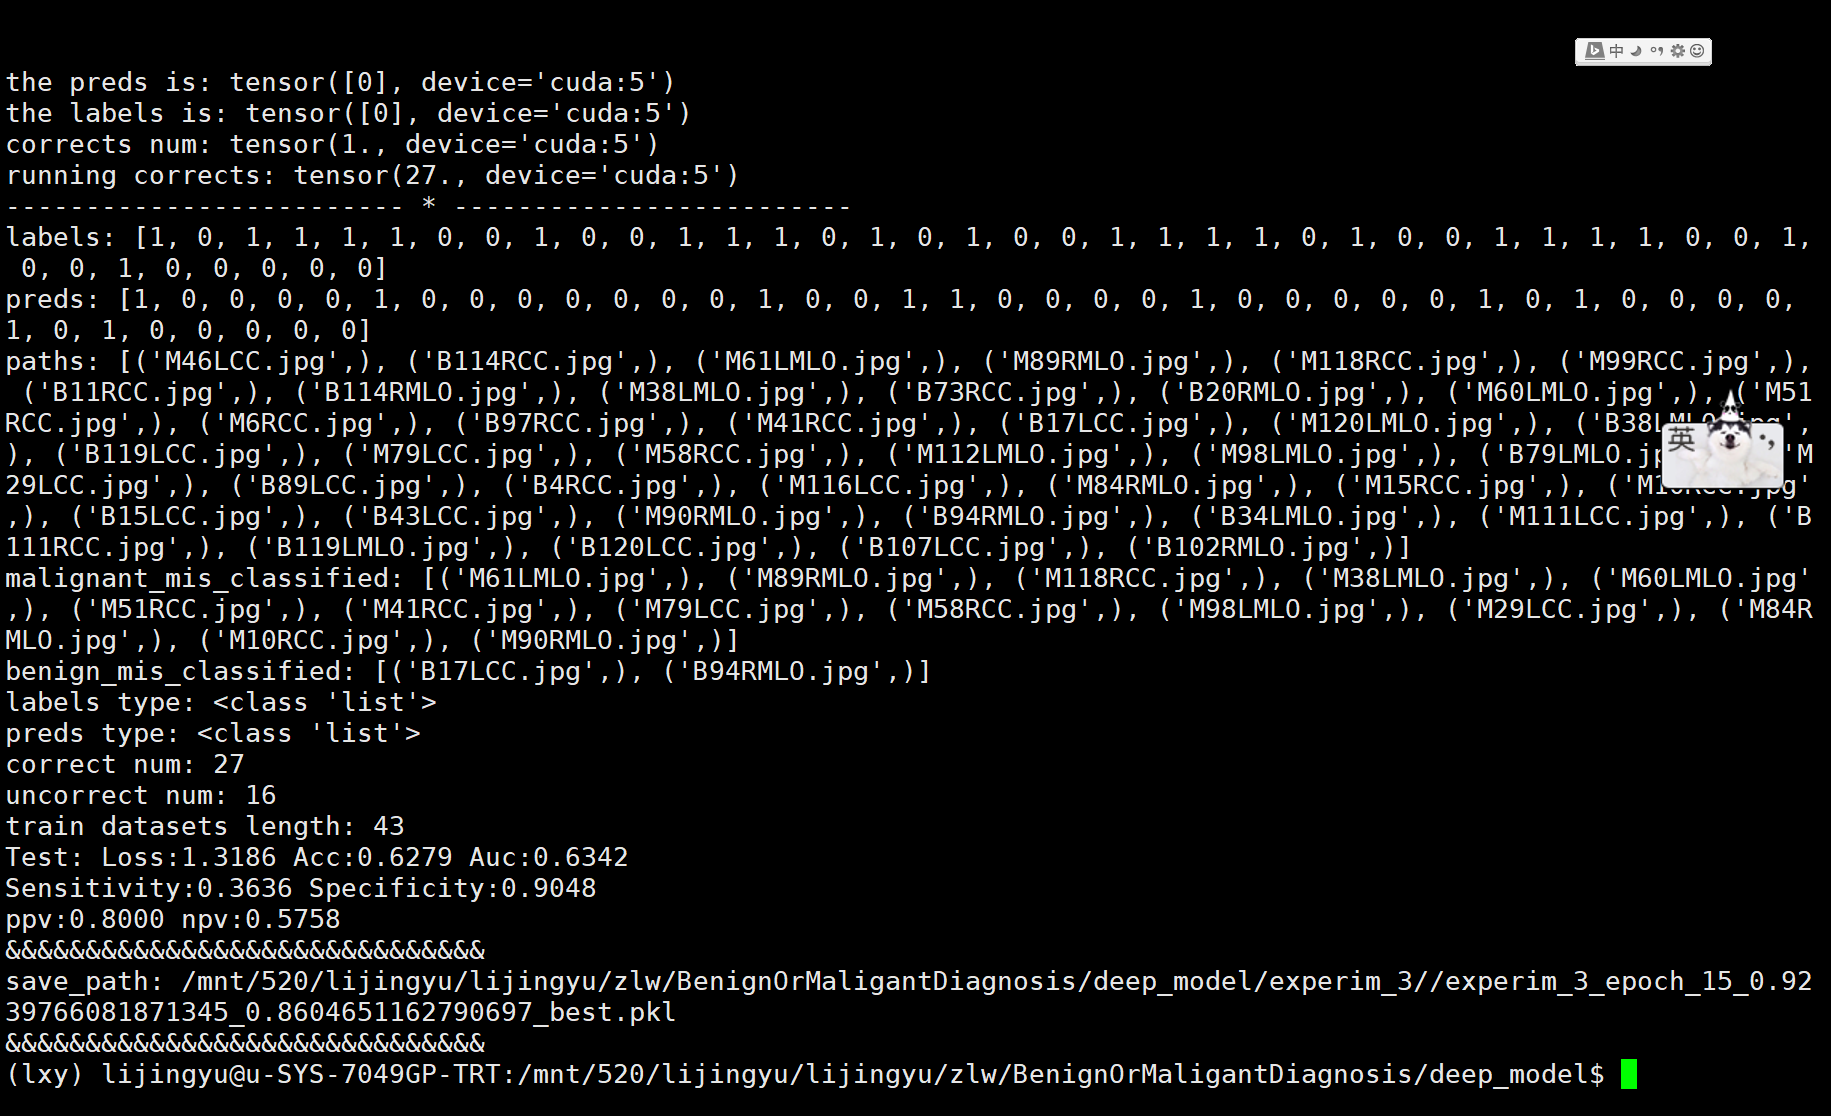 中
the preds is: tensor([0], device='cuda:5')
the labels is: tensor([0], device='cuda:5')
corrects num: tensor(1., device='cuda:5')
running corrects: tensor(27., device='cuda:5')
------------------------- * -------------------------
labels: [1, 0, 1, 1, 1, 1, 0, 0, 1, 0, 0, 1, 1, 1, 0, 1, 0, 1, 0, 0, 1, 1, 1, 1, 0, 1, 0, 0, 1, 1, 1, 1, 0, 0, 1,
 0, 0, 1, 0, 0, 0, 0, 0]
preds: [1, 0, 0, 0, 0, 1, 0, 0, 0, 0, 0, 0, 0, 1, 0, 0, 1, 1, 0, 0, 0, 0, 1, 0, 0, 0, 0, 0, 1, 0, 1, 0, 0, 0, 0,
1, 0, 1, 0, 0, 0, 0, 0]
paths: [('M46LCC.jpg',), ('B114RCC.jpg',), ('M61LMLO.jpg',), ('M89RMLO.jpg',), ('M118RCC.jpg',), ('M99RCC.jpg',),
 ('B11RCC.jpg',), ('B114RMLO.jpg',), ('M38LMLO.jpg',), ('B73RCC.jpg',), ('B20RMLO.jpg',), ('M60LMLO.jpg',), ('M51
RCC.jpg',), ('M6RCC.jpg',), ('B97RCC.jpg',), ('M41RCC.jpg',), ('B17LCC.jpg',), ('M120LMLO.jpg',), ('B38LMLO.jpg',
), ('B119LCC.jpg',), ('M79LCC.jpg',), ('M58RCC.jpg',), ('M112LMLO.jpg',), ('M98LMLO.jpg',), ('B79LMLO.jp 'M
英
29LCC.jpg',), ('B89LCC.jpg',), ('B4RCC.jpg',), ('M116LCC.jpg',), ('M84RMLO.jpg',), ('M15RCC.jpg',), ('M10RCC.jpg'
,), ('B15LCC.jpg',), ('B43LCC.jpg',), ('M90RMLO.jpg',), ('B94RMLO.jpg',), ('B34LMLO.jpg',), ('M111LCC.jpg',), ('B
111RCC.jpg',), ('B119LMLO.jpg',), ('B120LCC.jpg',), ('B107LCC.jpg',), ('B102RMLO.jpg',)]
malignant_mis_classified: [('M61LMLO.jpg',), ('M89RMLO.jpg',), ('M118RCC.jpg',), ('M38LMLO.jpg',), ('M60LMLO.jpg'
,), ('M51RCC.jpg',), ('M41RCC.jpg',), ('M79LCC.jpg',), ('M58RCC.jpg',), ('M98LMLO.jpg',), ('M29LCC.jpg',), ('M84R
MLO.jpg',), ('M10RCC.jpg',), ('M90RMLO.jpg',)]
benign_mis_classified: [('B17LCC.jpg',), ('B94RMLO.jpg',)]
labels type: <class 'list'>
preds type: <class 'list'>
correct num: 27
uncorrect num: 16
train datasets length: 43
Test: Loss:1.3186 Acc:0.6279 Auc:0.6342
Sensitivity:0.3636 Specificity:0.9048
ppv:0.8000 npv:0.5758
&&&&&&&&&&&&&&&&&&&&&&&&&&&&&&
save_path: /mnt/520/lijingyu/lijingyu/zlw/BenignOrMaligantDiagnosis/deep_model/experim_3//experim_3_epoch_15_0.92
39766081871345_0.8604651162790697_best.pkl
&&&&&&&&&&&&&&&&&&&&&&&&&&&&&&
(lxy) lijingyu@u-SYS-7049GP-TRT:/mnt/520/lijingyu/lijingyu/zlw/BenignOrMaligantDiagnosis/deep_model$